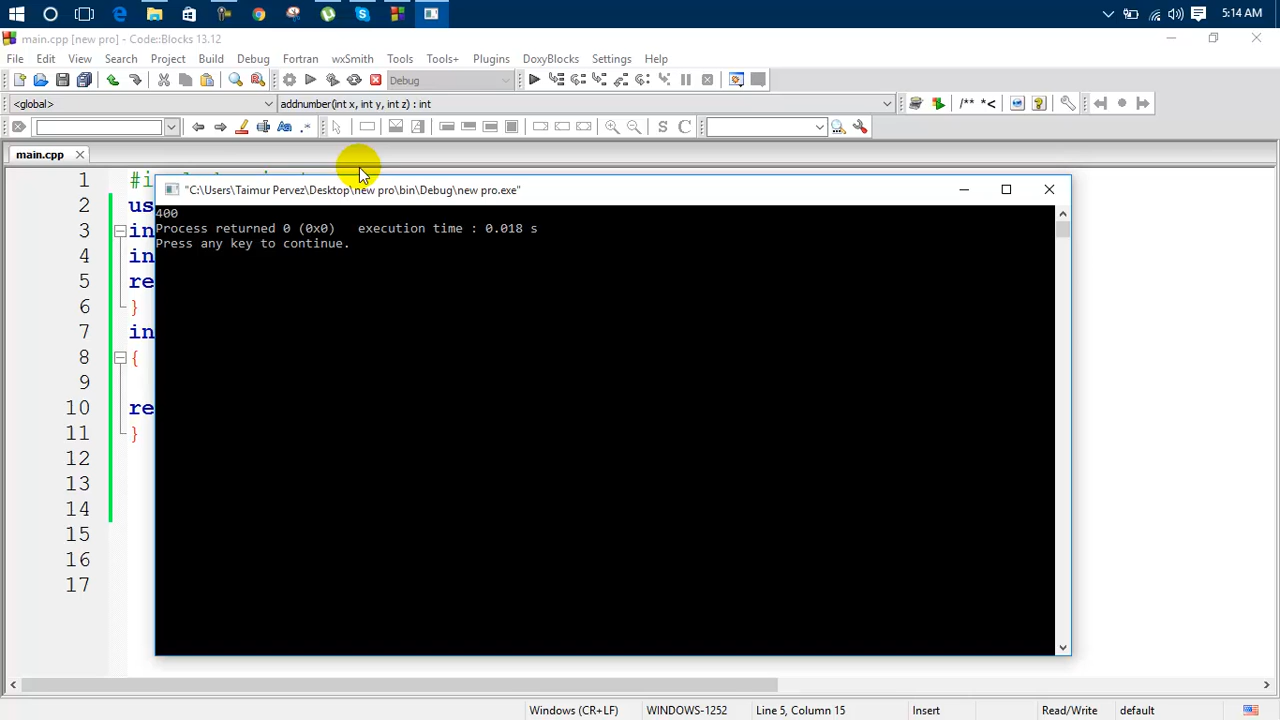 5:14 AM
main.cpp [new pro] - Code::Blocks 13.12
File Edit View Search Project Build Debug Fortran wxSmith Tools Tools+ Plugins DoxyBlocks Settings Help
Debug
<global> addnumber(int x, int y, int z) : int /** *<
main.cpp
1 #i
"C:\Users\Taimur Pervez\Desktop\new pro\bin\Debug\new pro.exe"
2 us
400
3 in
Process returned 0 (0x0)   execution time : 0.018 s
Press any key to continue.
4 in
5 re
6 }
7 in
8 {
9
10 re
11 }
12
13
14
15
16
17
Windows (CR+LF) WINDOWS-1252 Line 5, Column 15 Insert Read/Write default